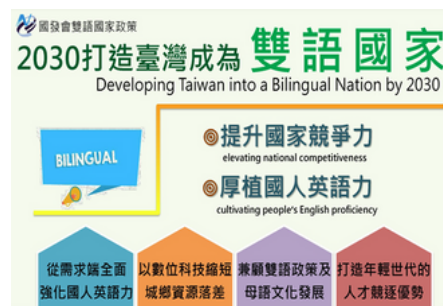 國發會雙語國家政策
2030打造臺灣成為 雙語國家
Developing Taiwan into a Bilingual Nation by 2030
BILINGUAL
提升國家競爭力
elevating national competitiveness
厚植國人英語力
cultivating people's English proficiency
從需求端全面
強化國人英語力
以數位科技縮短
城鄉資源落差
兼顧雙語政策及
母語文化發展
打造年輕世代的
人才競逐優勢